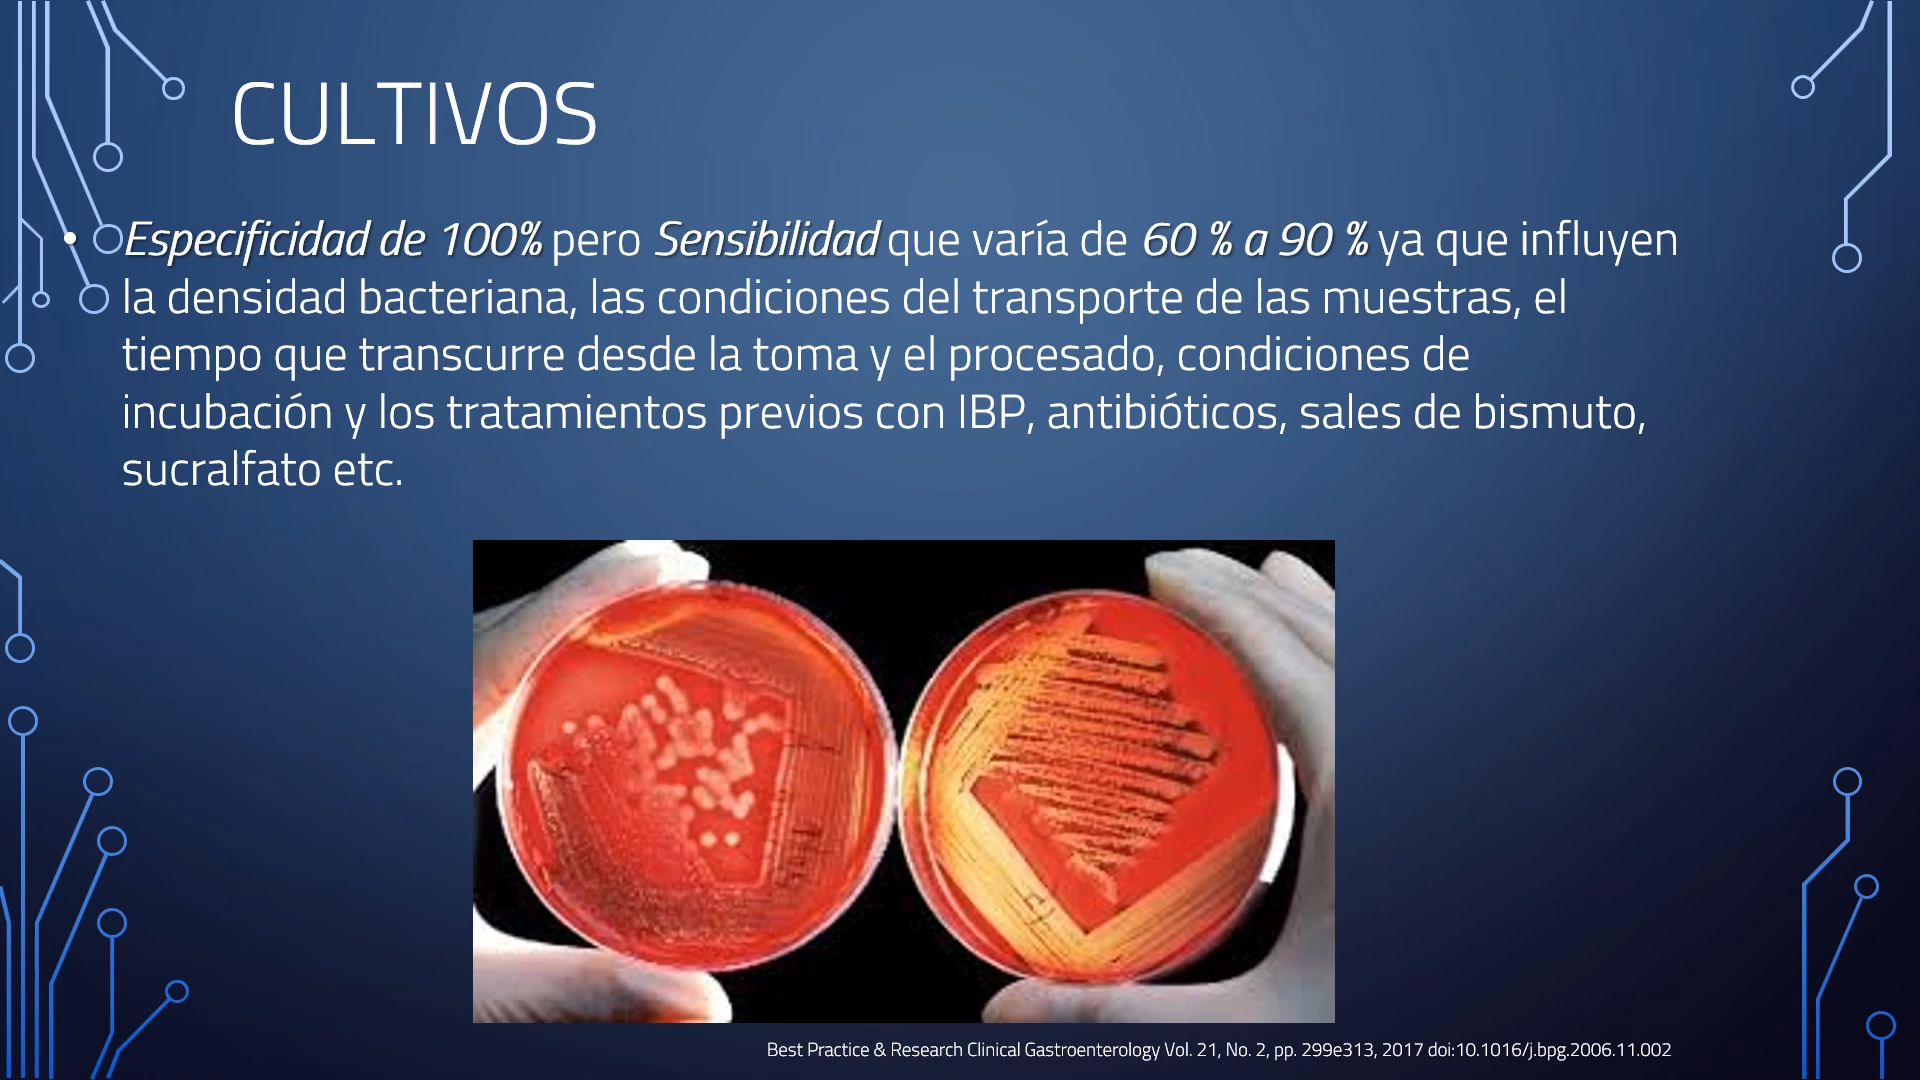 CULTIVOS
• Especificidad de 100% pero Sensibilidad que varía de 60 % a 90 % ya que influyen
la densidad bacteriana, las condiciones del transporte de las muestras, el
tiempo que transcurre desde la toma y el procesado, condiciones de
incubación y los tratamientos previos con IBP, antibióticos, sales de bismuto,
sucralfato etc.
Best Practice & Research Clinical Gastroenterology Vol. 21, No. 2, pp. 299e313, 2017 doi:10.1016/j.bpg.2006.11.002